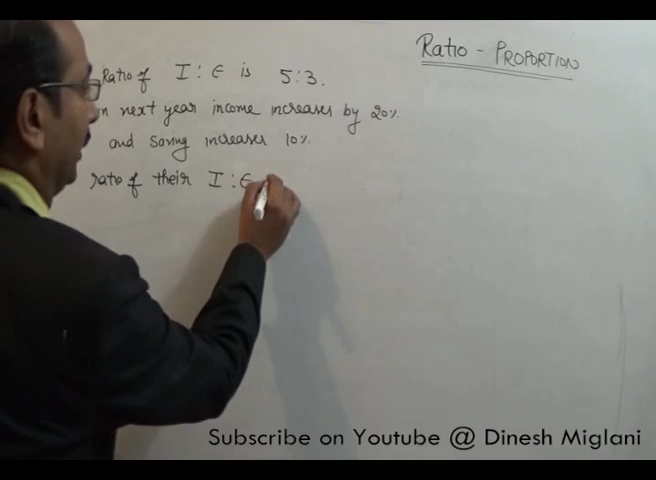 Ratio - PROPORTION
Ratio of I : E is 5 : 3.
n next year income increases by 20%.
and saving increases 10%.
ratio of their I : E
Subscribe on Youtube @ Dinesh Miglani